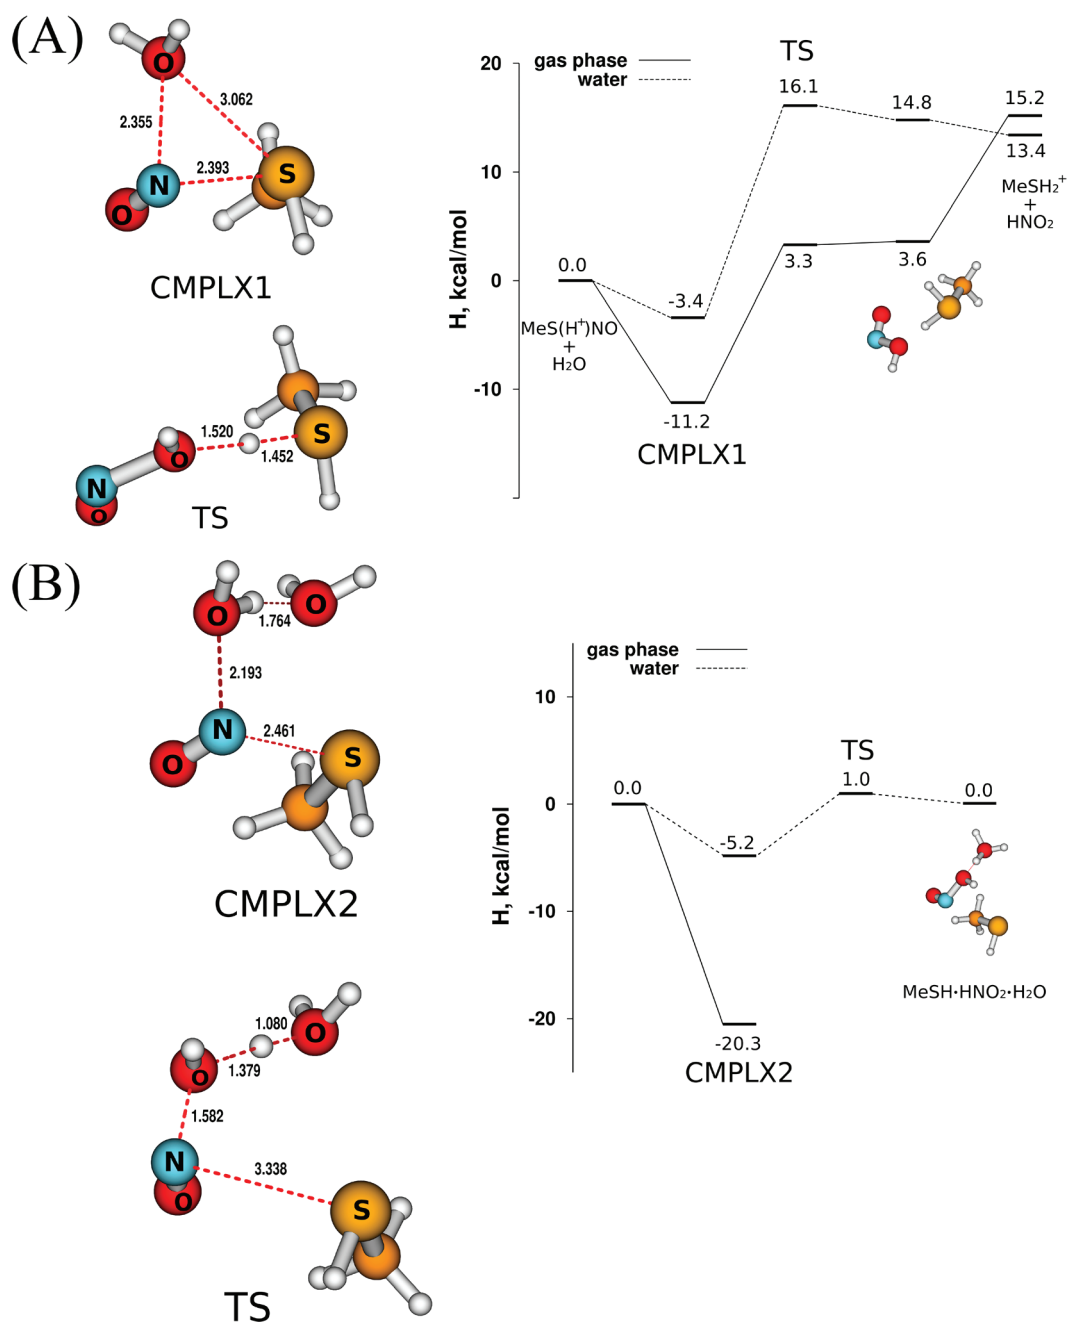 (A)
O
3.062
2.355
2.393
N
S
O
CMPLX1
1.520
S
O
1.452
N
O
TS
gas phase
water
TS
20
16.1
14.8
15.2
13.4
10
MeSH2+
+
HNO2
H, kcal/mol
0.0
3.3
3.6
0
-3.4
MeS(H+)NO
+
H2O
-10
-11.2
CMPLX1
(B)
O
O
1.764
2.193
N
2.461
O
S
CMPLX2
1.080
O
O
1.379
1.582
N
3.338
O
S
TS
gas phase
water
10
TS
0.0
1.0
0.0
0
-5.2
H, kcal/mol
-10
MeSH·HNO2·H2O
-20
-20.3
CMPLX2